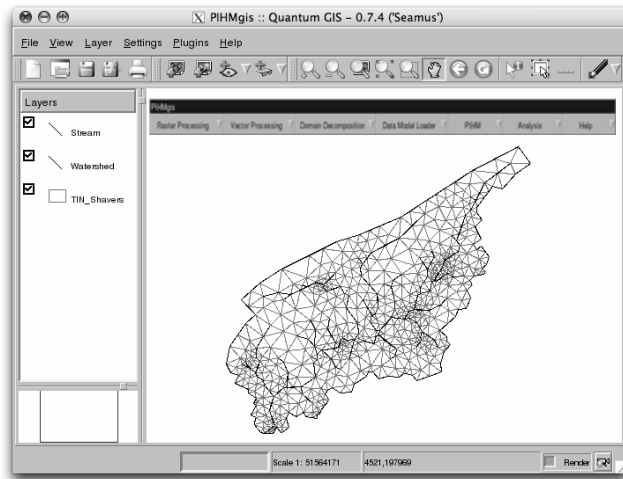 PIHMgis :: Quantum GIS - 0.7.4 ('Seamus')
File View Layer Settings Plugins Help
Layers
Stream
Watershed
TIN_Shavers
PIHMgis
Raster Processing Vector Processing Domain Decomposition Data Model Loader PIHM Analysis Help
Scale 1: 51564171 4521,197969 Render